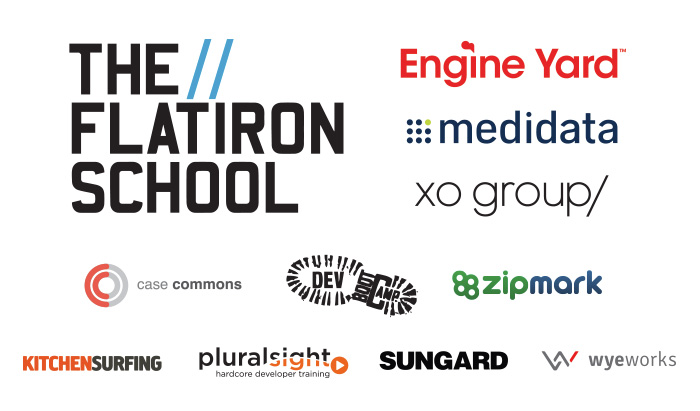 THE //
FLATIRON
SCHOOL
Engine Yard™
medidata
xo group/
case commons
DEV
BOOT
CAMP
zipmark
KITCHENSURFING
pluralsight
hardcore developer training
SUNGARD
wyeworks